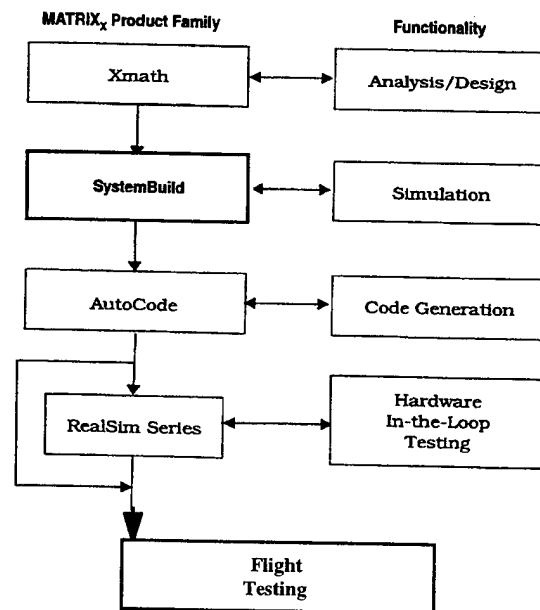 MATRIXx Product Family
Functionality
Xmath
Analysis/Design
SystemBuild
Simulation
AutoCode
Code Generation
RealSim Series
Hardware
In-the-Loop
Testing
Flight
Testing